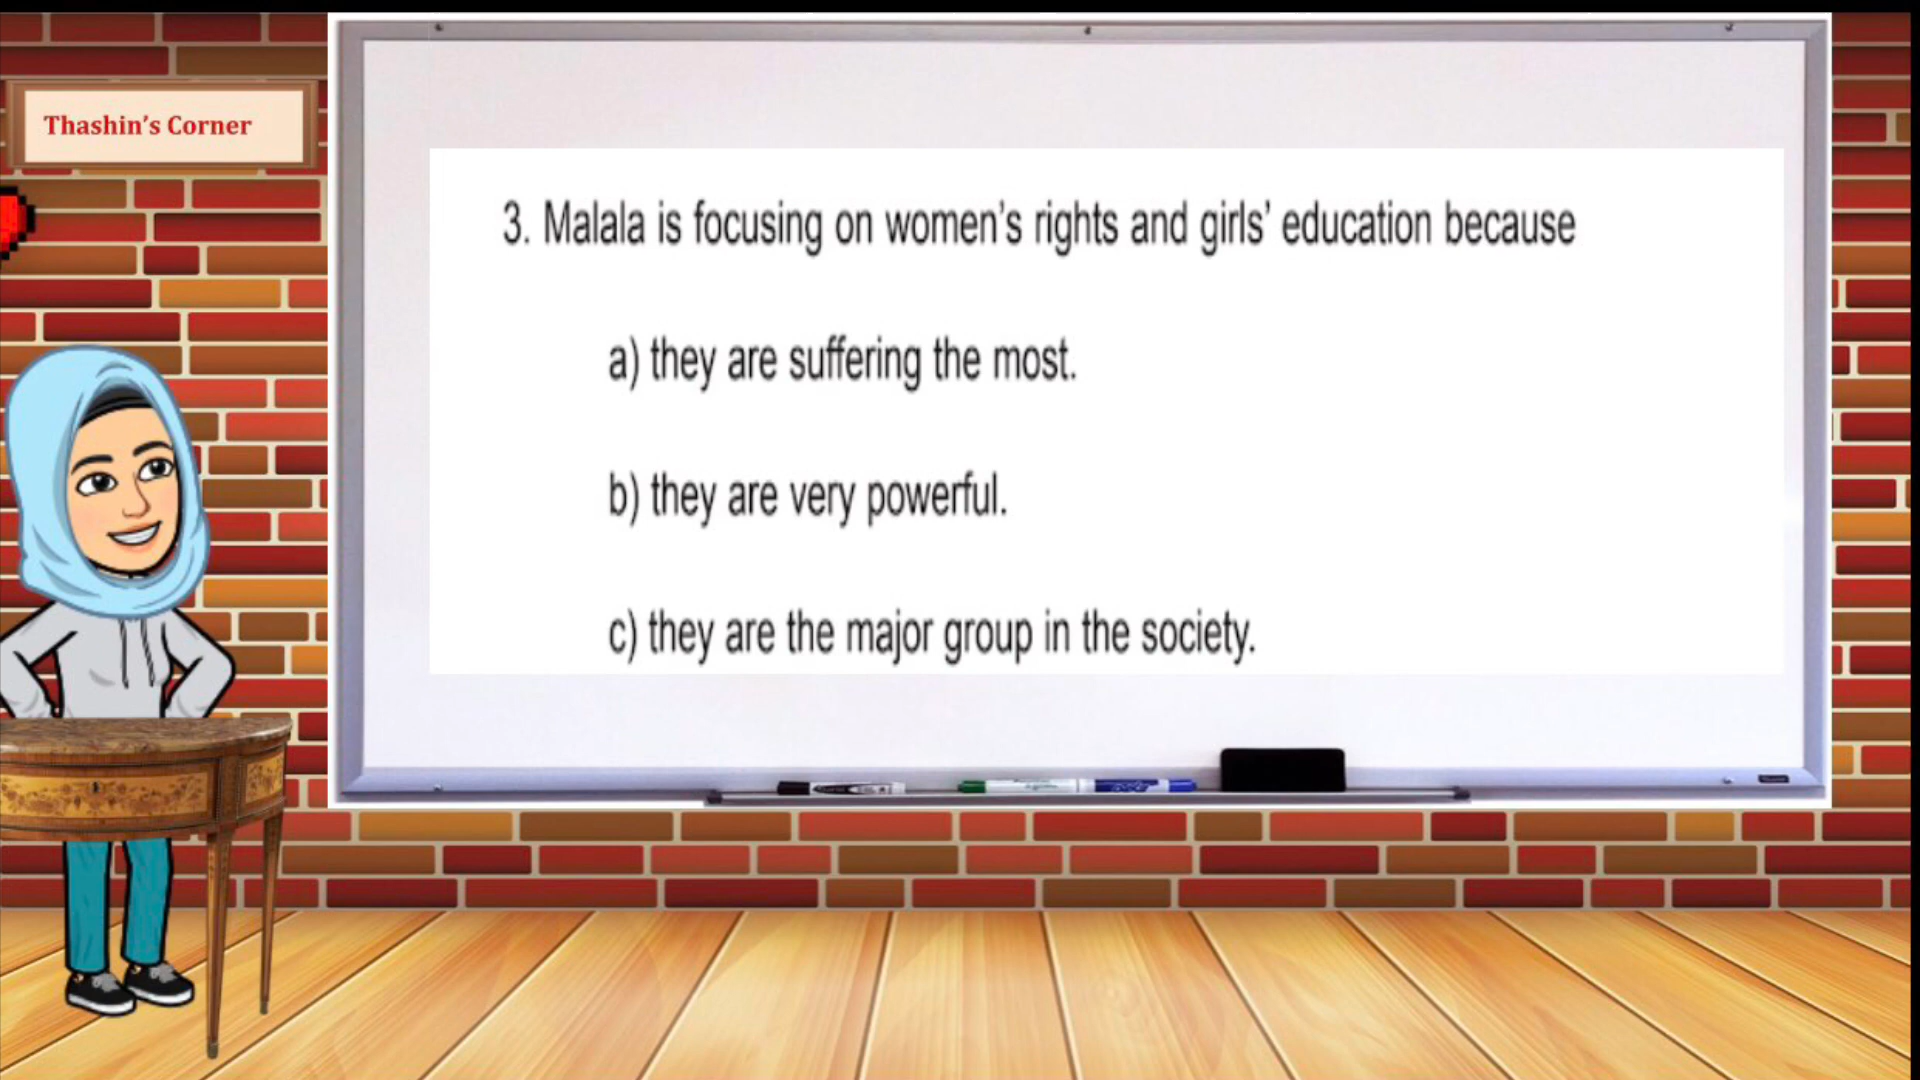 Thashin's Corner
3. Malala is focusing on women's rights and girls' education because
a) they are suffering the most.
b) they are very powerful.
c) they are the major group in the society.